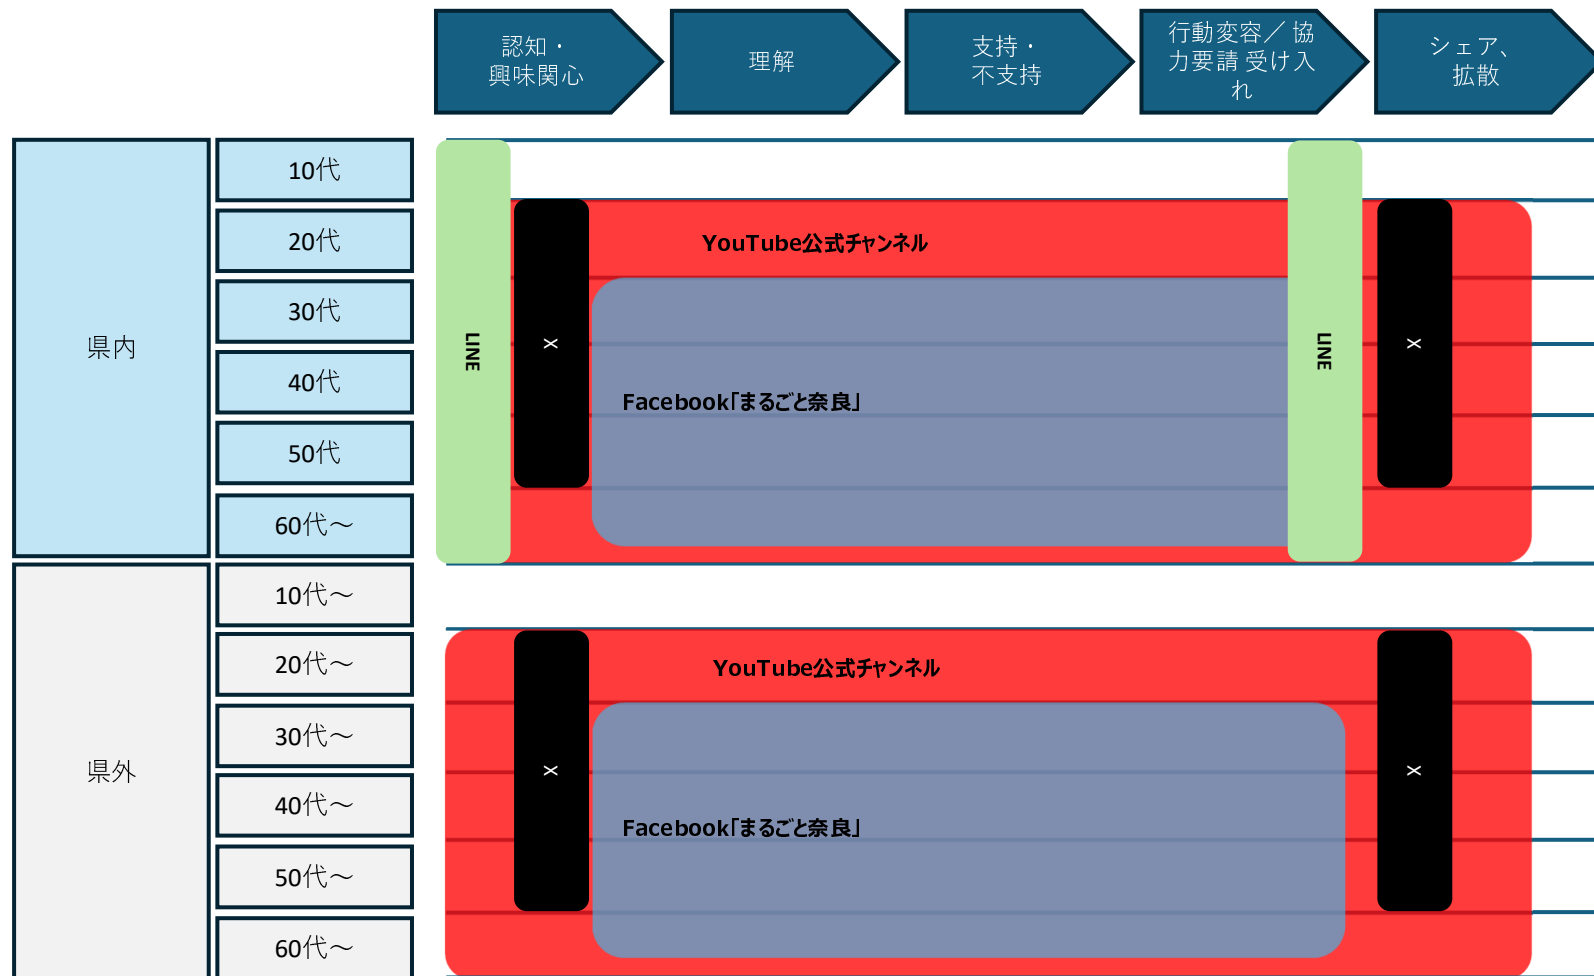 認知・
興味関心
理解
支持・
不支持
行動変容／ 協
力要請 受け入
れ
シェア、
拡散
県内
10代
20代
30代
40代
50代
60代～
LINE
X
YouTube公式チャンネル
Facebook「まるごと奈良」
LINE
X
県外
10代～
20代～
30代～
40代～
50代～
60代～
X
YouTube公式チャンネル
Facebook「まるごと奈良」
X